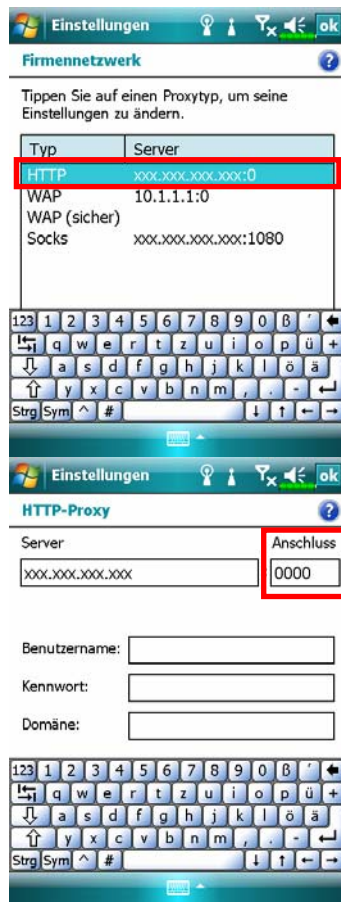 Einstellungen ok
Firmennetzwerk ?
Tippen Sie auf einen Proxytyp, um seine
Einstellungen zu ändern.
Typ Server
HTTP xxx.xxx.xxx.xxx:0
WAP 10.1.1.1:0
WAP (sicher)
Socks xxx.xxx.xxx.xxx:1080
123 1 2 3 4 5 6 7 8 9 0 ß ´
q w e r t z u i o p ü +
a s d f g h j k l ö ä
y x c v b n m , . -
Strg Sym ^ #
Einstellungen ok
HTTP-Proxy ?
Server Anschluss
xxx.xxx.xxx.xxx 0000
Benutzername:
Kennwort:
Domäne:
123 1 2 3 4 5 6 7 8 9 0 ß ´
q w e r t z u i o p ü +
a s d f g h j k l ö ä
y x c v b n m , . -
Strg Sym ^ #